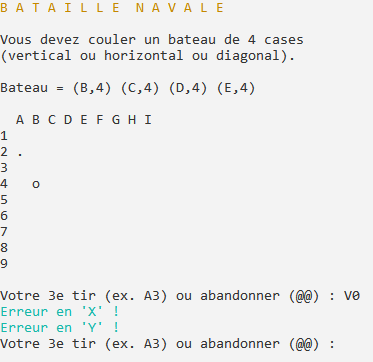 B A T A I L L E  N A V A L E
Vous devez couler un bateau de 4 cases
(vertical ou horizontal ou diagonal).
Bateau = (B,4) (C,4) (D,4) (E,4)
A B C D E F G H I
1
2 .
3
4 o
5
6
7
8
9
Votre 3e tir (ex. A3) ou abandonner (@@) : V0
Erreur en 'X' !
Erreur en 'Y' !
Votre 3e tir (ex. A3) ou abandonner (@@) :